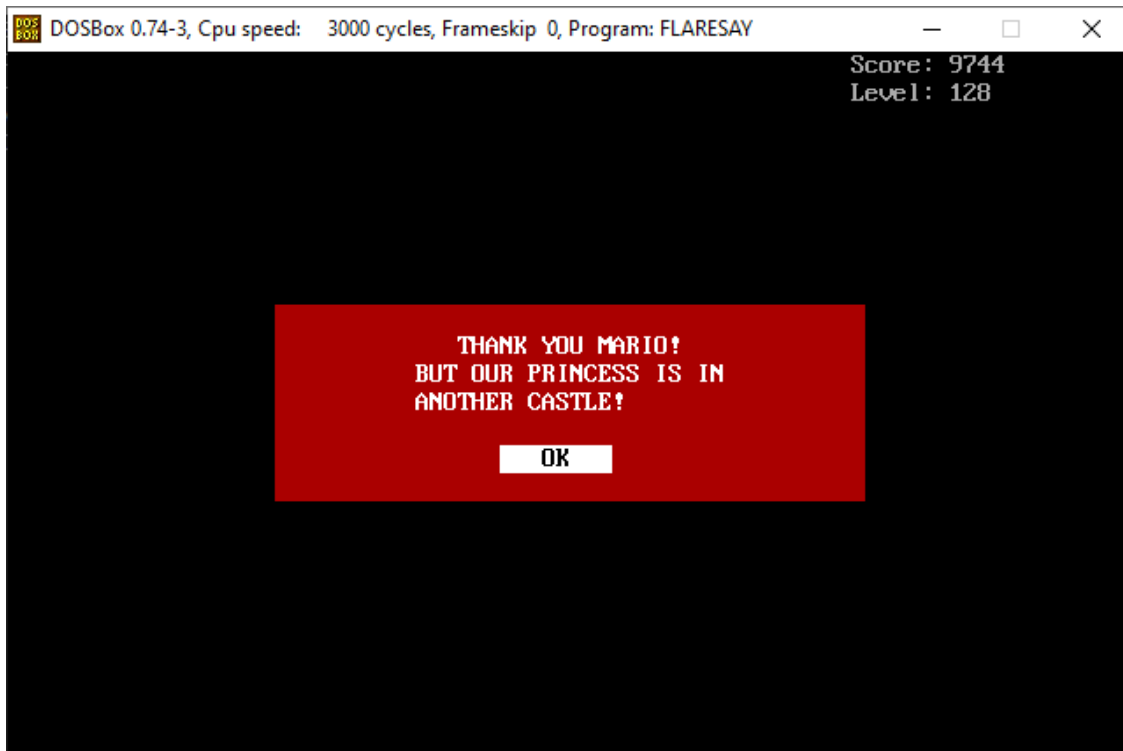 DOSBox 0.74-3, Cpu speed: 3000 cycles, Frameskip 0, Program: FLARESAY
Score: 9744
Level: 128
THANK YOU MARIO!
BUT OUR PRINCESS IS IN
ANOTHER CASTLE!
OK